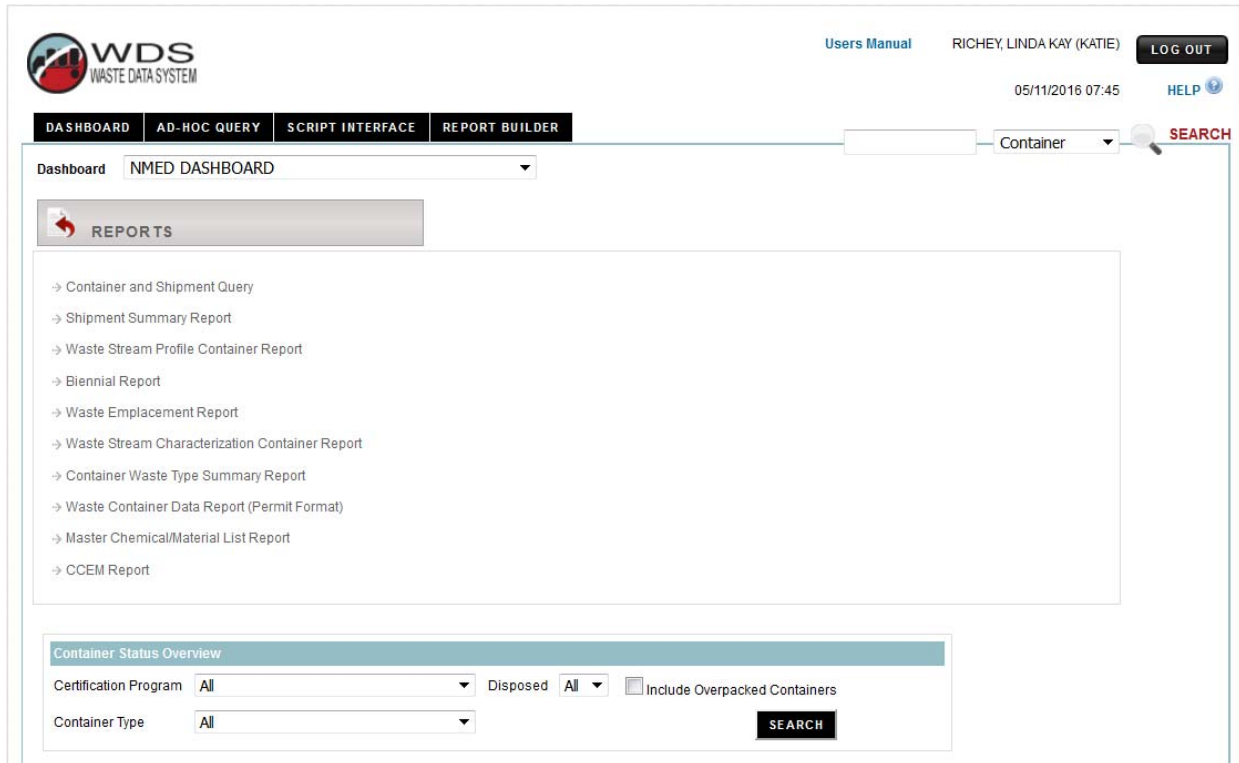 WDS
WASTE DATA SYSTEM
Users Manual RICHEY, LINDA KAY (KATIE) LOG OUT
05/11/2016 07:45 HELP ?
DASHBOARD AD-HOC QUERY SCRIPT INTERFACE REPORT BUILDER
Container SEARCH
Dashboard NMED DASHBOARD
REPORTS
Container and Shipment Query
Shipment Summary Report
Waste Stream Profile Container Report
Biennial Report
Waste Emplacement Report
Waste Stream Characterization Container Report
Container Waste Type Summary Report
Waste Container Data Report (Permit Format)
Master Chemical/Material List Report
CCEM Report
Container Status Overview
Certification Program All Disposed All Include Overpacked Containers
Container Type All SEARCH